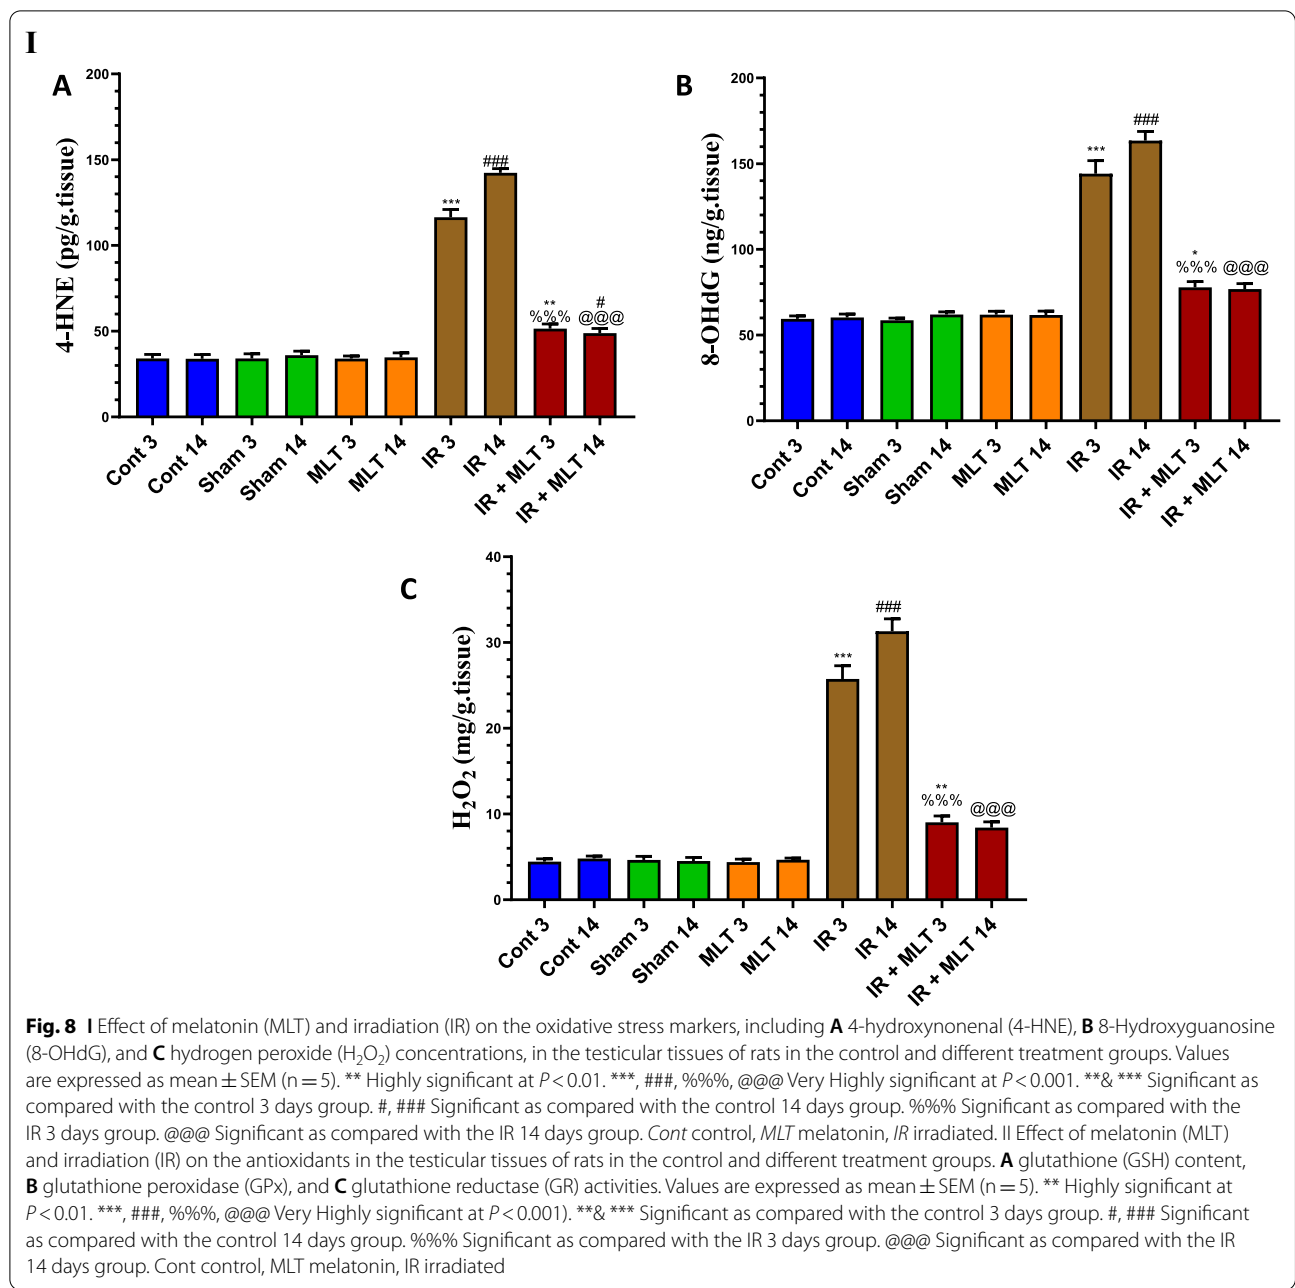 I
A
200
150
100
50
0
4-HNE (pg/g.tissue)
***
###
**
%%%
#
@@@
Cont 3
Cont 14
Sham 3
Sham 14
MLT 3
MLT 14
IR 3
IR 14
IR + MLT 3
IR + MLT 14
B
200
150
100
50
0
8-OHdG (ng/g.tissue)
***
###
*
%%%
@@@
Cont 3
Cont 14
Sham 3
Sham 14
MLT 3
MLT 14
IR 3
IR 14
IR + MLT 3
IR + MLT 14
C
40
30
20
10
0
H₂O₂ (mg/g.tissue)
***
###
**
%%%
@@@
Cont 3
Cont 14
Sham 3
Sham 14
MLT 3
MLT 14
IR 3
IR 14
IR + MLT 3
IR + MLT 14
Fig. 8 I Effect of melatonin (MLT) and irradiation (IR) on the oxidative stress markers, including A 4-hydroxynonenal (4-HNE), B 8-Hydroxyguanosine
(8-OHdG), and C hydrogen peroxide (H₂O₂) concentrations, in the testicular tissues of rats in the control and different treatment groups. Values
are expressed as mean ± SEM (n = 5). ** Highly significant at P < 0.01. ***, ###, %%%, @@@ Very Highly significant at P < 0.001. **& *** Significant as
compared with the control 3 days group. #, ### Significant as compared with the control 14 days group. %%% Significant as compared with the
IR 3 days group. @@@ Significant as compared with the IR 14 days group. Cont control, MLT melatonin, IR irradiated. II Effect of melatonin (MLT)
and irradiation (IR) on the antioxidants in the testicular tissues of rats in the control and different treatment groups. A glutathione (GSH) content,
B glutathione peroxidase (GPx), and C glutathione reductase (GR) activities. Values are expressed as mean ± SEM (n = 5). ** Highly significant at
P < 0.01. ***, ###, %%%, @@@ Very Highly significant at P < 0.001). **& *** Significant as compared with the control 3 days group. #, ### Significant
as compared with the control 14 days group. %%% Significant as compared with the IR 3 days group. @@@ Significant as compared with the IR
14 days group. Cont control, MLT melatonin, IR irradiated